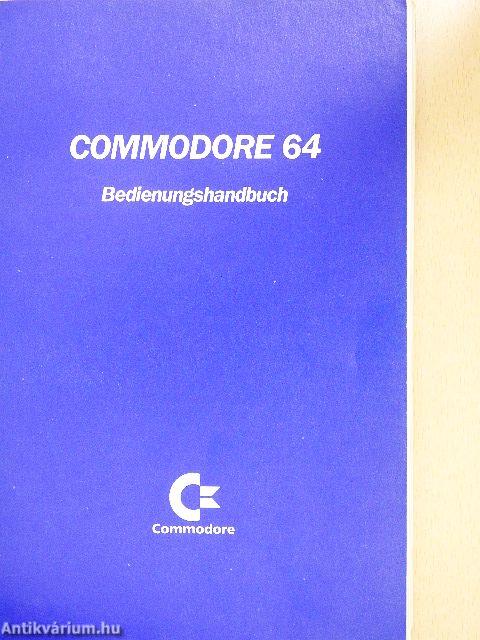 COMMODORE 64
Bedienungshandbuch
Commodore
Antikvárium.hu